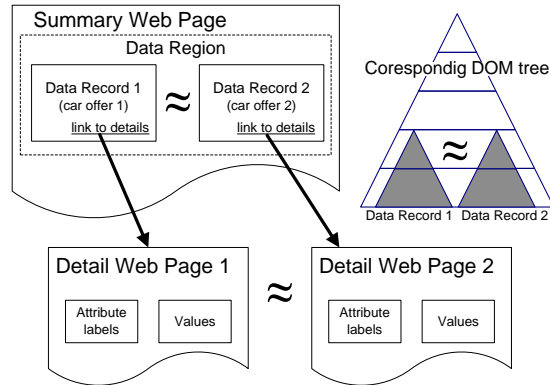 Summary Web Page
Data Region
Data Record 1
(car offer 1)
link to details
≈
Data Record 2
(car offer 2)
link to details
Corespondig DOM tree
≈
Data Record 1
Data Record 2
Detail Web Page 1
Attribute
labels
Values
≈
Detail Web Page 2
Attribute
labels
Values